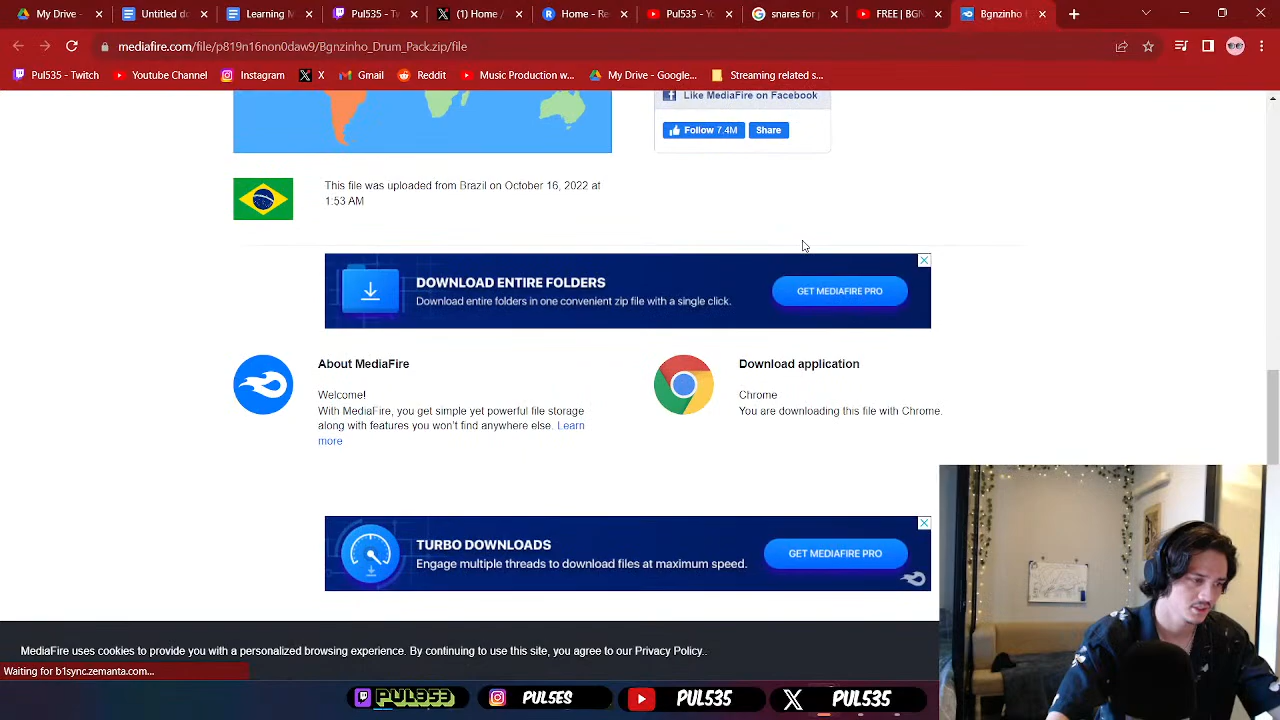 My Drive -
Untitled do
Learning M
Pul535 - Tw
(1) Home /
Home - Re
Pul535 - Yo
snares for
FREE | BGN
Bgnzinho
mediafire.com/file/p819n16non0daw9/Bgnzinho_Drum_Pack.zip/file
Pul535 - Twitch
Youtube Channel
Instagram
X
Gmail
Reddit
Music Production w...
My Drive - Google...
Streaming related s...
Like MediaFire on Facebook
Follow 7.4M
Share
This file was uploaded from Brazil on October 16, 2022 at
1:53 AM
DOWNLOAD ENTIRE FOLDERS
Download entire folders in one convenient zip file with a single click.
GET MEDIAFIRE PRO
About MediaFire
Welcome!
With MediaFire, you get simple yet powerful file storage
along with features you won't find anywhere else. Learn
more
Download application
Chrome
You are downloading this file with Chrome.
TURBO DOWNLOADS
Engage multiple threads to download files at maximum speed.
GET MEDIAFIRE PRO
MediaFire uses cookies to provide you with a personalized browsing experience. By continuing to use this site, you agree to our Privacy Policy..
Waiting for b1sync.zemanta.com...
PUL353
PUL5ES
PUL535
PUL535